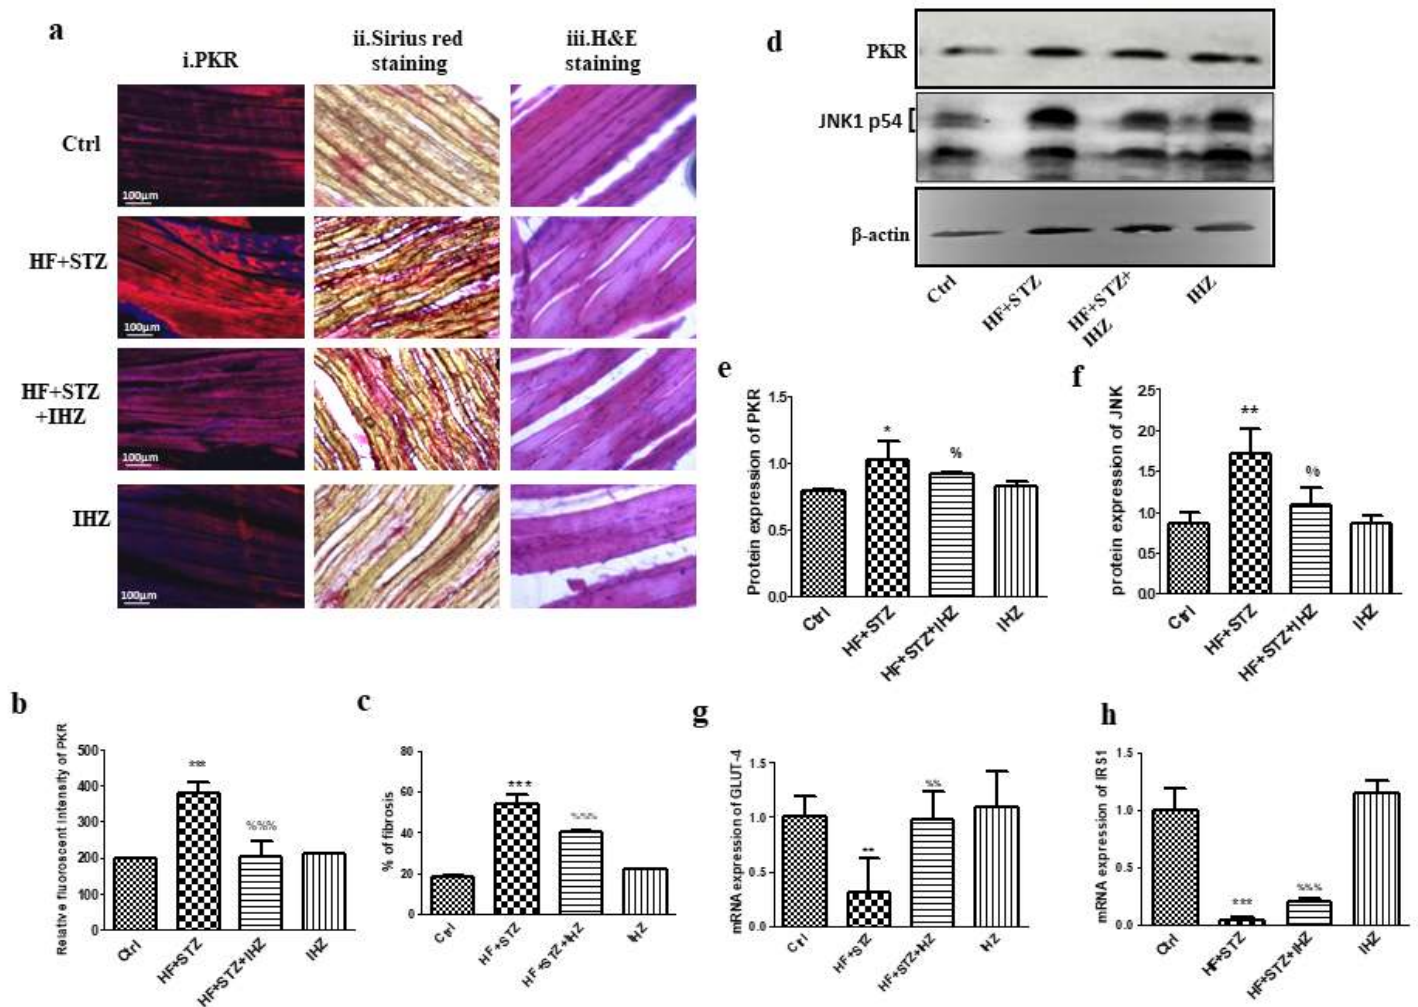 a
i.PKR
ii.Sirius red
staining
iii.H&E
staining
Ctrl
100µm
HF+STZ
100µm
HF+STZ
+IHZ
100µm
IHZ
100µm
d
PKR
JNK1 p54
β-actin
Ctrl
HF+STZ
HF+STZ+
IHZ
IHZ
e
Protein expression of PKR
1.5
1.0
0.5
0.0
*
%
Ctrl
HF+STZ
HF+STZ+IHZ
IHZ
f
protein expression of JNK
25
20
1.5
1.0
0.5
0.0
**
%
Ctrl
HF+STZ
HF+STZ+IHZ
IHZ
b
Relative fluoroscent intensity of PKR
500
400
300
200
100
0
***
%%%
Ctrl
HF+STZ
HF+STZ+IHZ
IHZ
c
% of fibrosis
80
60
40
20
0
***
%%%
Ctrl
HF+STZ
HF+STZ+IHZ
IHZ
g
mRNA expression of GLUT-4
1.5
1.0
0.5
0.0
**
%%
Ctrl
HF+STZ
HF+STZ+IHZ
IHZ
h
mRNA expression of IRS1
1.5
1.0
0.5
0.0
***
%%%
Ctrl
HF+STZ
HF+STZ+IHZ
IHZ